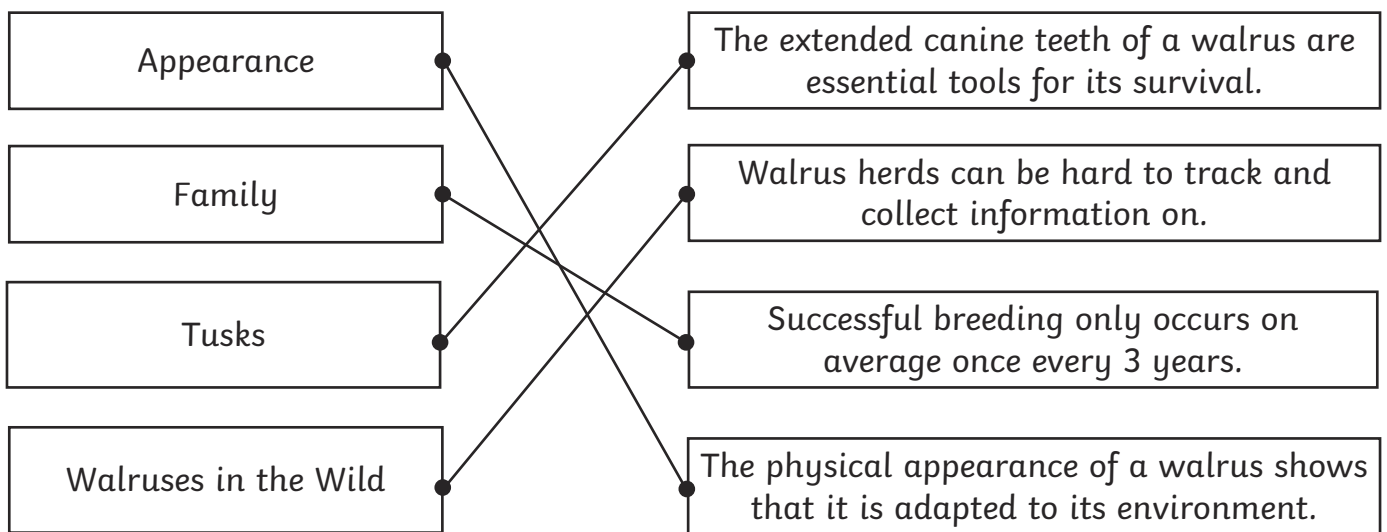 Appearance
The extended canine teeth of a walrus are
essential tools for its survival.
Family
Walrus herds can be hard to track and
collect information on.
Tusks
Successful breeding only occurs on
average once every 3 years.
Walruses in the Wild
The physical appearance of a walrus shows
that it is adapted to its environment.